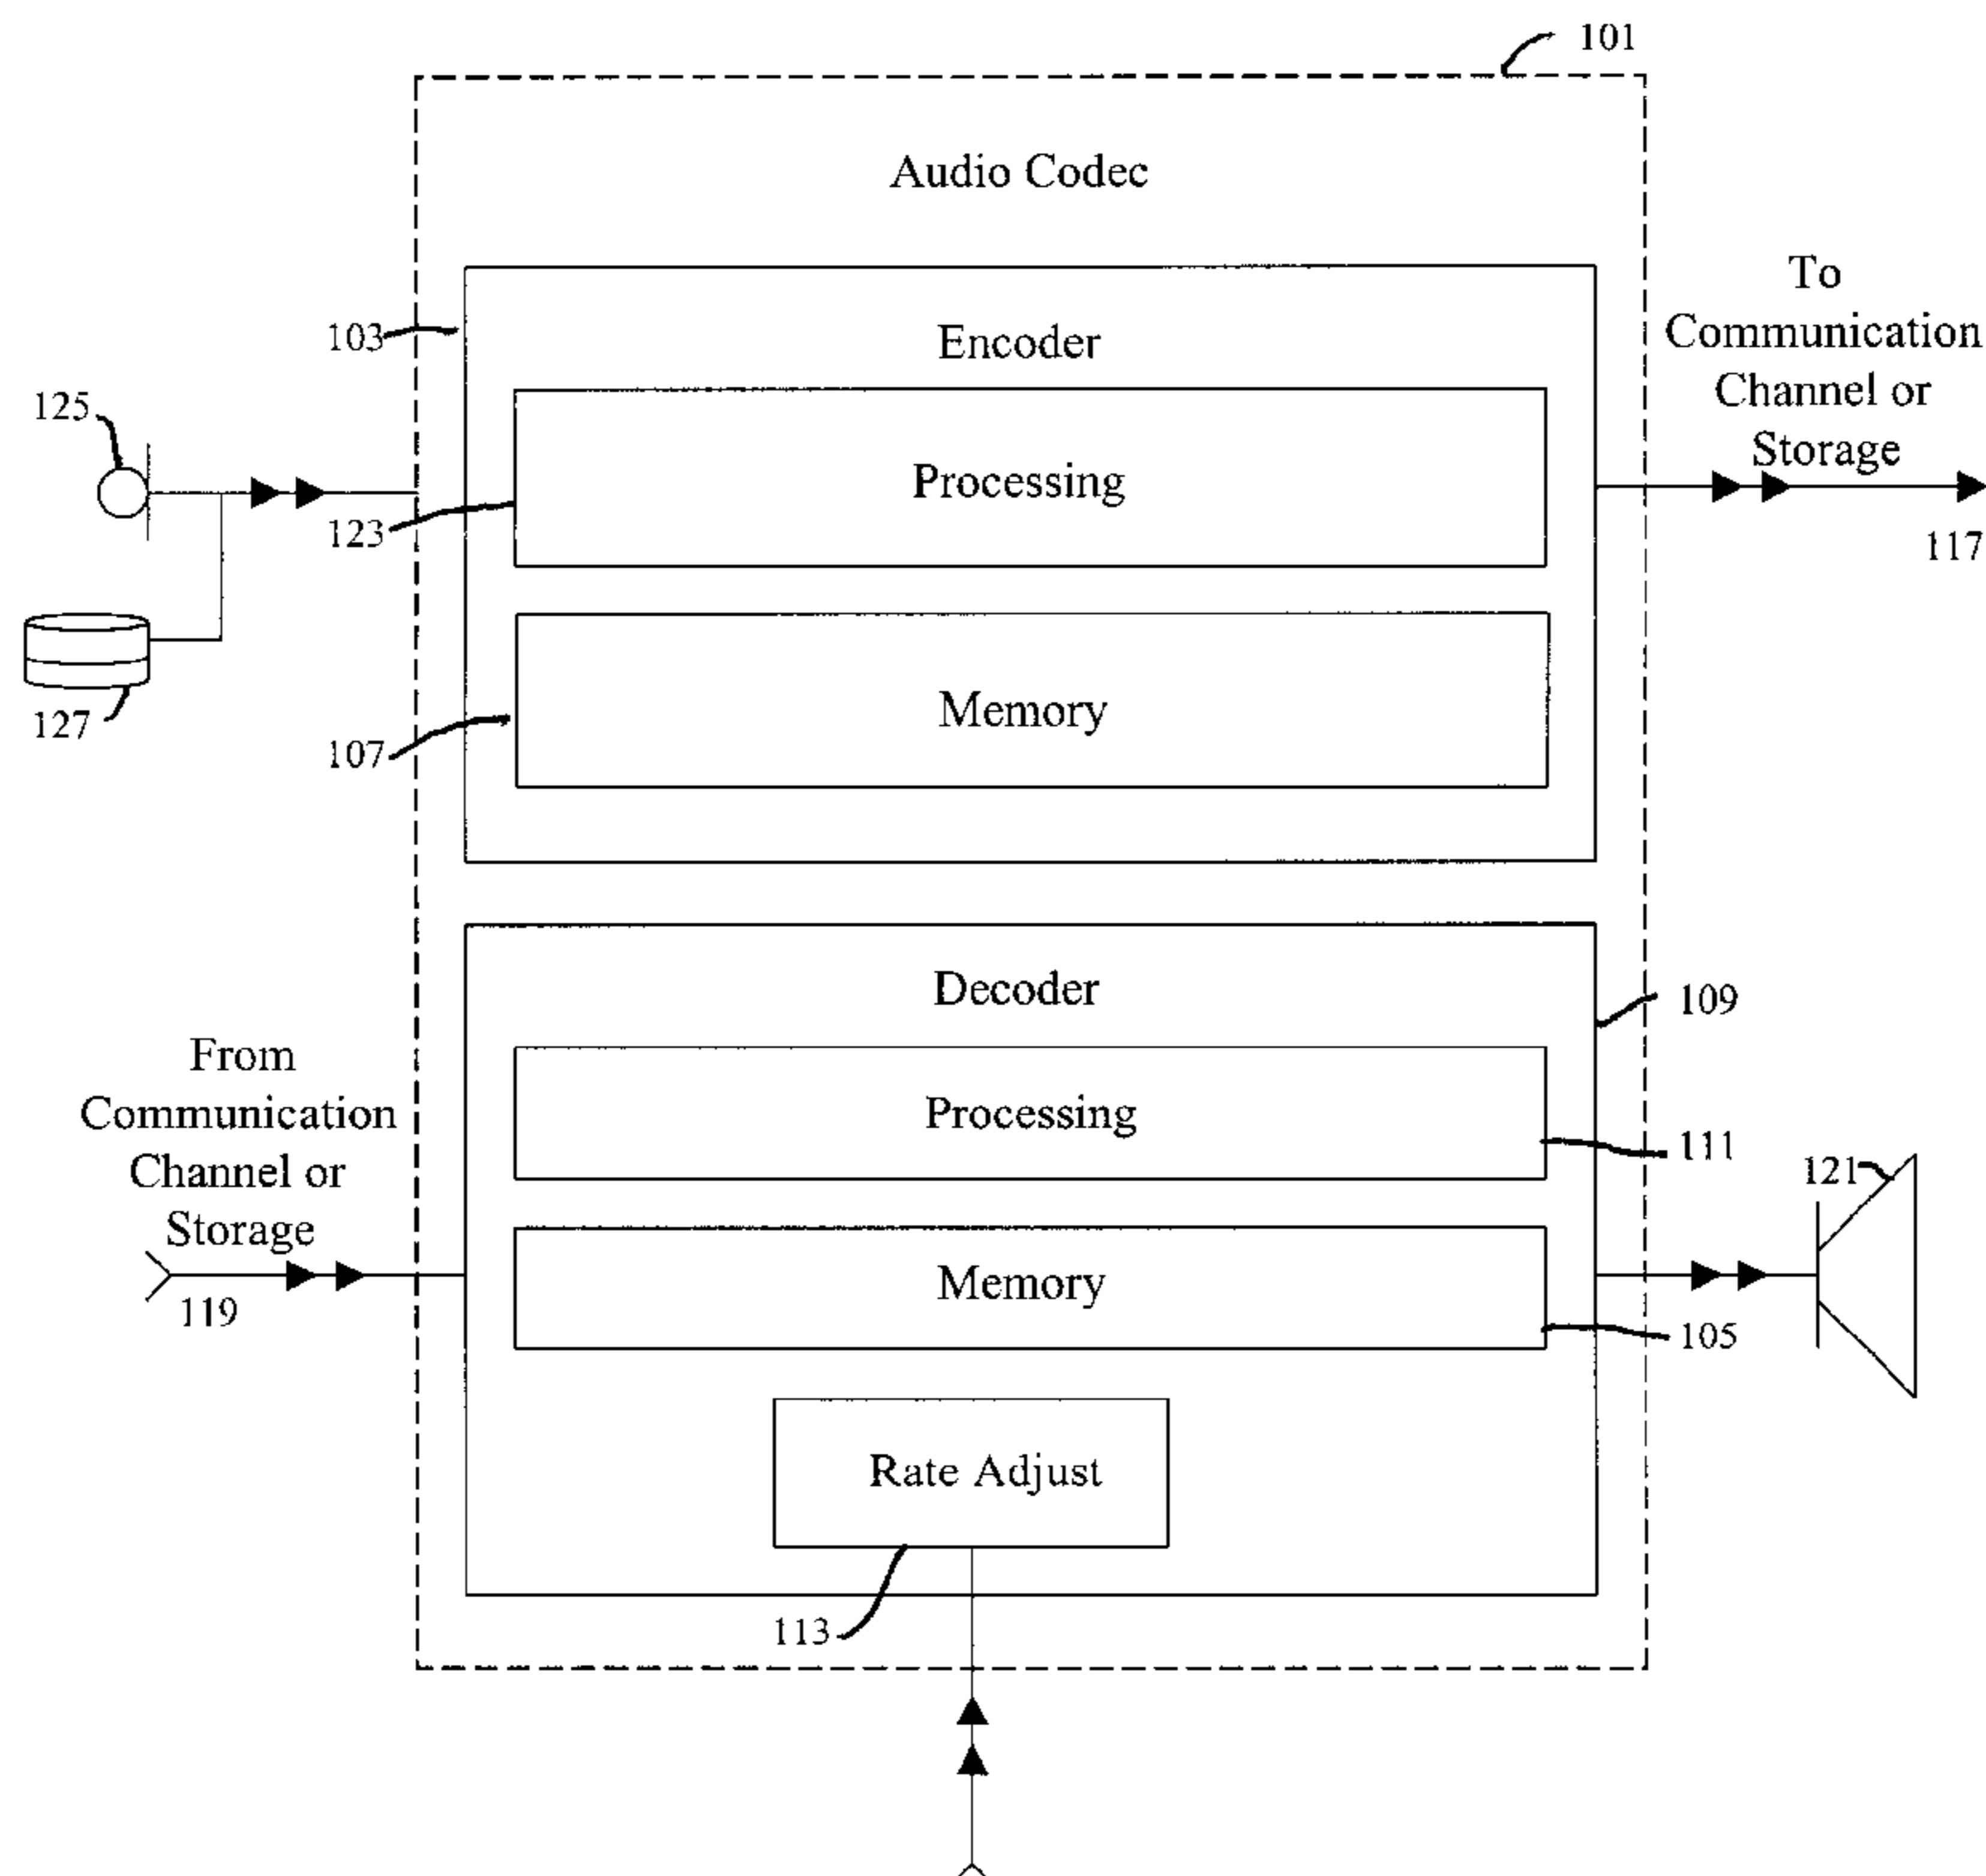 101
Audio Codec
To
Communication
Channel or
Storage
103
Encoder
125
Processing
123
117
127
Memory
107
Decoder
109
From
Communication
Channel or
Storage
Processing
111
121
Memory
119
105
Rate Adjust
113